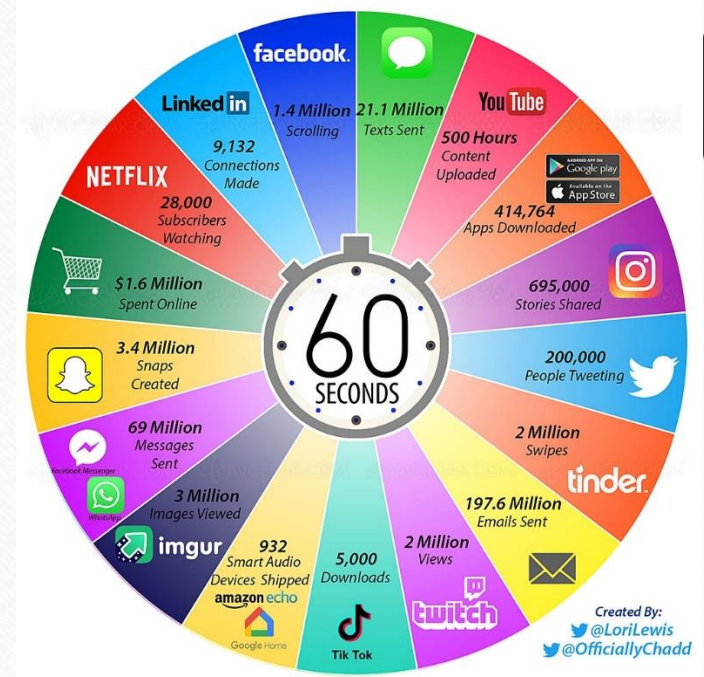 facebook.
1.4 Million
Scrolling
21.1 Million
Texts Sent
YouTube
500 Hours
Content
Uploaded
ANDROID APP ON
Google play
Available on the
App Store
414,764
Apps Downloaded
695,000
Stories Shared
200,000
People Tweeting
2 Million
Swipes
tinder.
197.6 Million
Emails Sent
2 Million
Views
twitch
5,000
Downloads
Tik Tok
932
Smart Audio
Devices Shipped
amazon echo
Google Home
3 Million
Images Viewed
imgur
69 Million
Messages
Sent
Facebook Messenger
WhatsApp
3.4 Million
Snaps
Created
$1.6 Million
Spent Online
NETFLIX
28,000
Subscribers
Watching
Linked in
9,132
Connections
Made
60
SECONDS
Created By:
@LoriLewis
@OfficiallyChadd